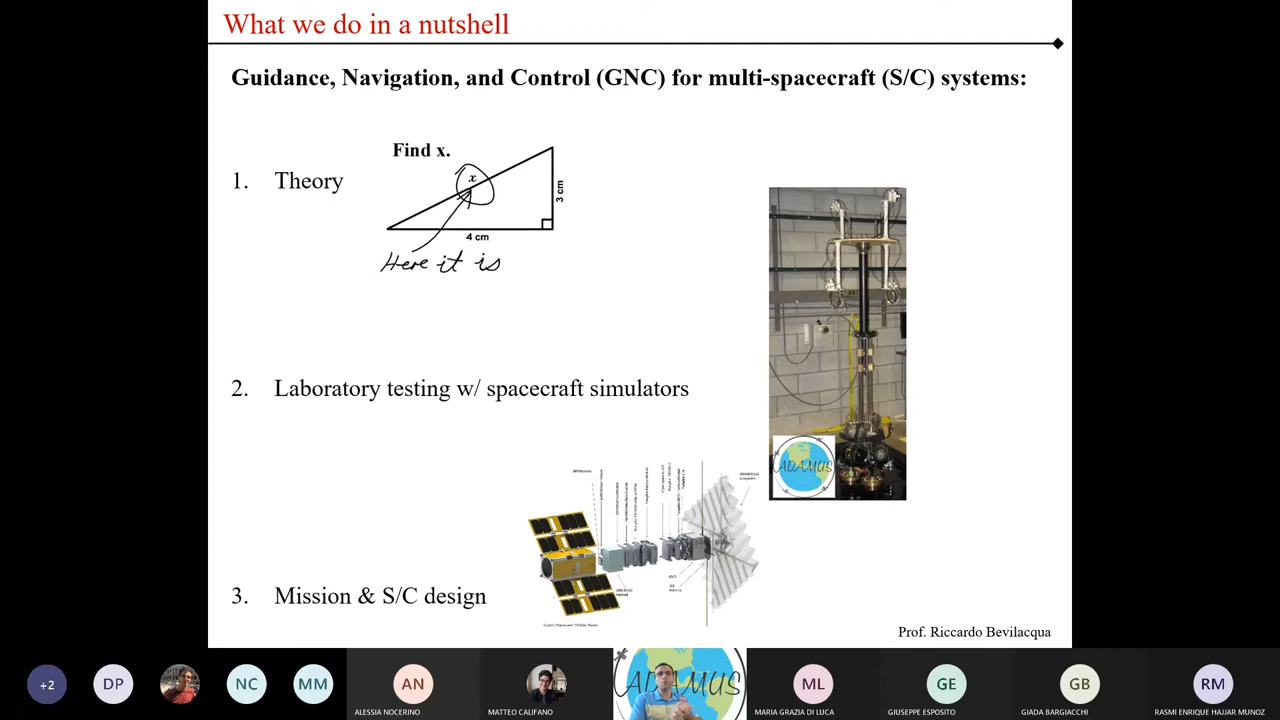 What we do in a nutshell
Guidance, Navigation, and Control (GNC) for multi-spacecraft (S/C) systems:
1. Theory
Find x.
x
3 cm
4 cm
Here it is
2. Laboratory testing w/ spacecraft simulators
ADAMUS
3. Mission & S/C design
Prof. Riccardo Bevilacqua
+2
DP
NC
MM
AN
ALESSIA NOCERINO
MATTEO CALIFANO
ADAMUS
ML
MARIA GRAZIA DI LUCA
GE
GIUSEPPE ESPOSITO
GB
GIADA BARGIACCHI
RM
RASMI ENRIQUE HAJJAR MUNOZ